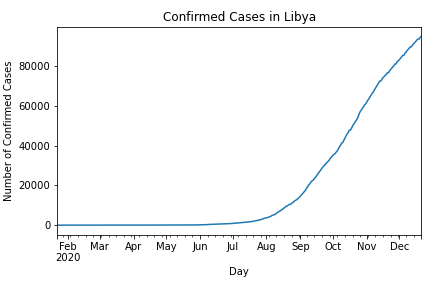 Confirmed Cases in Libya
Number of Confirmed Cases
80000
60000
40000
20000
0
Feb Mar Apr May Jun Jul Aug Sep Oct Nov Dec
2020
Day